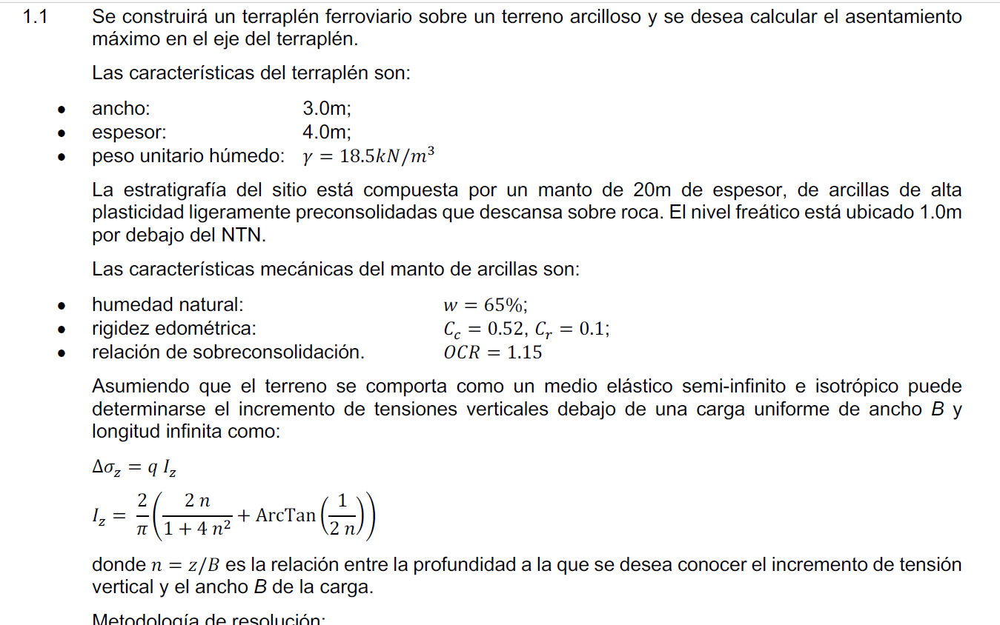 1.1 Se construirá un terraplén ferroviario sobre un terreno arcilloso y se desea calcular el asentamiento
máximo en el eje del terraplén.
Las características del terraplén son:
• ancho: 3.0m;
• espesor: 4.0m;
• peso unitario húmedo: γ = 18.5kN/m³
La estratigrafía del sitio está compuesta por un manto de 20m de espesor, de arcillas de alta
plasticidad ligeramente preconsolidadas que descansa sobre roca. El nivel freático está ubicado 1.0m
por debajo del NTN.
Las características mecánicas del manto de arcillas son:
• humedad natural: w = 65%;
• rigidez edométrica: C_c = 0.52, C_r = 0.1;
• relación de sobreconsolidación. OCR = 1.15
Asumiendo que el terreno se comporta como un medio elástico semi-infinito e isotrópico puede
determinarse el incremento de tensiones verticales debajo de una carga uniforme de ancho B y
longitud infinita como:
Δσ_z = q I_z
I_z = 2/π (2 n/(1 + 4 n²) + ArcTan(1/(2 n)))
donde n = z/B es la relación entre la profundidad a la que se desea conocer el incremento de tensión
vertical y el ancho B de la carga.
Metodología de resolución: